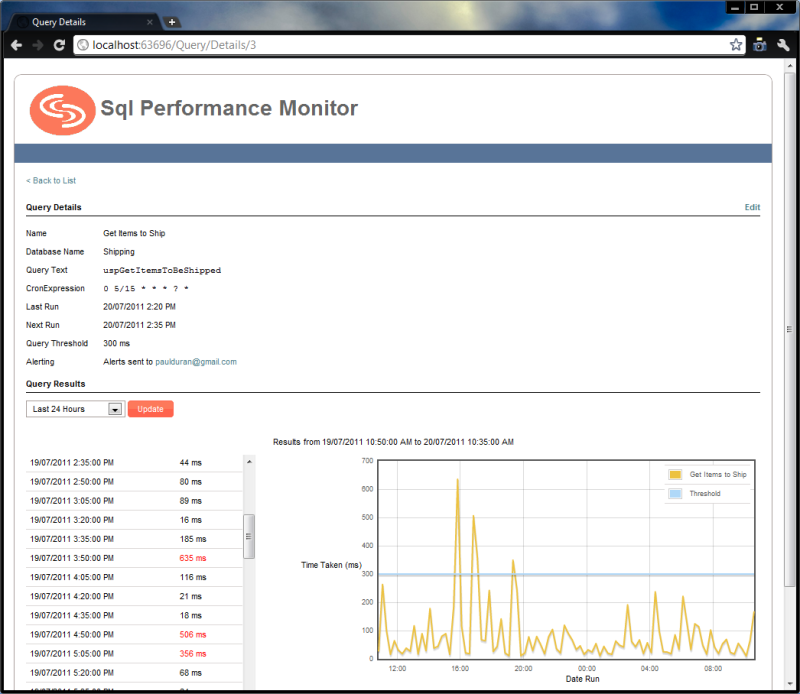 Query Details
localhost:63696/Query/Details/3
Sql Performance Monitor
< Back to List
Query Details
Edit
Name Get Items to Ship
Database Name Shipping
Query Text uspGetItemsToBeShipped
CronExpression 0 5/15 * * * ? *
Last Run 20/07/2011 2:20 PM
Next Run 20/07/2011 2:35 PM
Query Threshold 300 ms
Alerting Alerts sent to paulduran@gmail.com
Query Results
Last 24 Hours
Update
Results from 19/07/2011 10:50:00 AM to 20/07/2011 10:35:00 AM
19/07/2011 2:35:00 PM 44 ms
19/07/2011 2:50:00 PM 80 ms
19/07/2011 3:05:00 PM 89 ms
19/07/2011 3:20:00 PM 16 ms
19/07/2011 3:35:00 PM 185 ms
19/07/2011 3:50:00 PM 635 ms
19/07/2011 4:05:00 PM 116 ms
19/07/2011 4:20:00 PM 21 ms
19/07/2011 4:35:00 PM 18 ms
19/07/2011 4:50:00 PM 506 ms
19/07/2011 5:05:00 PM 356 ms
19/07/2011 5:20:00 PM 68 ms
700
600
500
400
300
200
100
0
Time Taken (ms)
Get Items to Ship
Threshold
12:00 16:00 20:00 00:00 04:00 08:00
Date Run